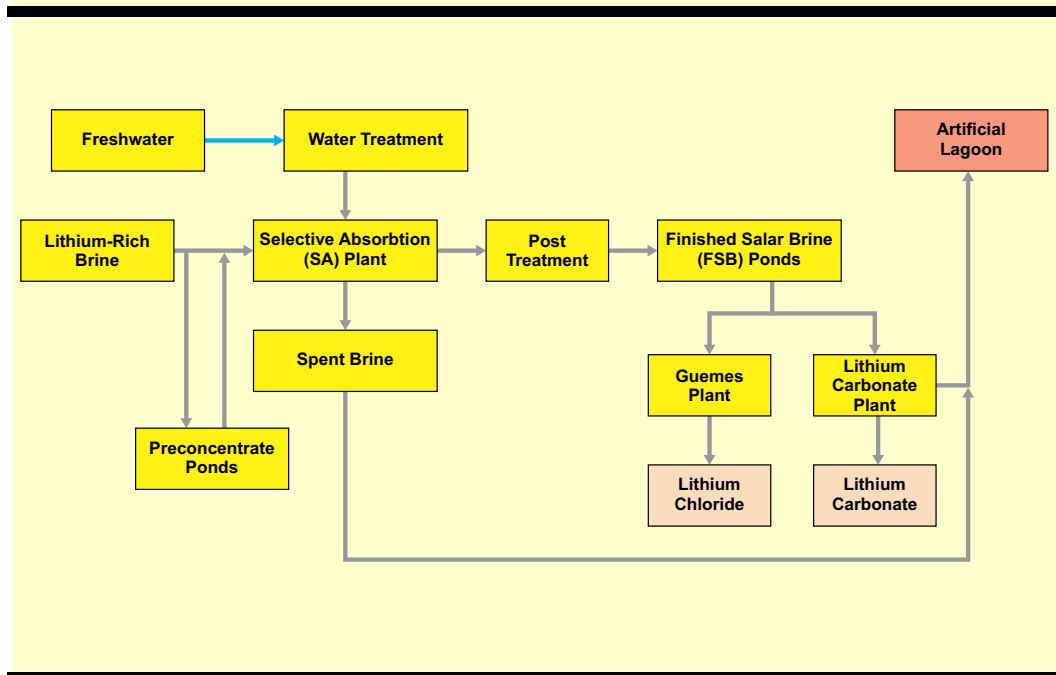 Freshwater
Water Treatment
Artificial
Lagoon
Lithium-Rich
Brine
Selective Absorbtion
(SA) Plant
Post
Treatment
Finished Salar Brine
(FSB) Ponds
Spent Brine
Guemes
Plant
Lithium
Carbonate
Plant
Preconcentrate
Ponds
Lithium
Chloride
Lithium
Carbonate